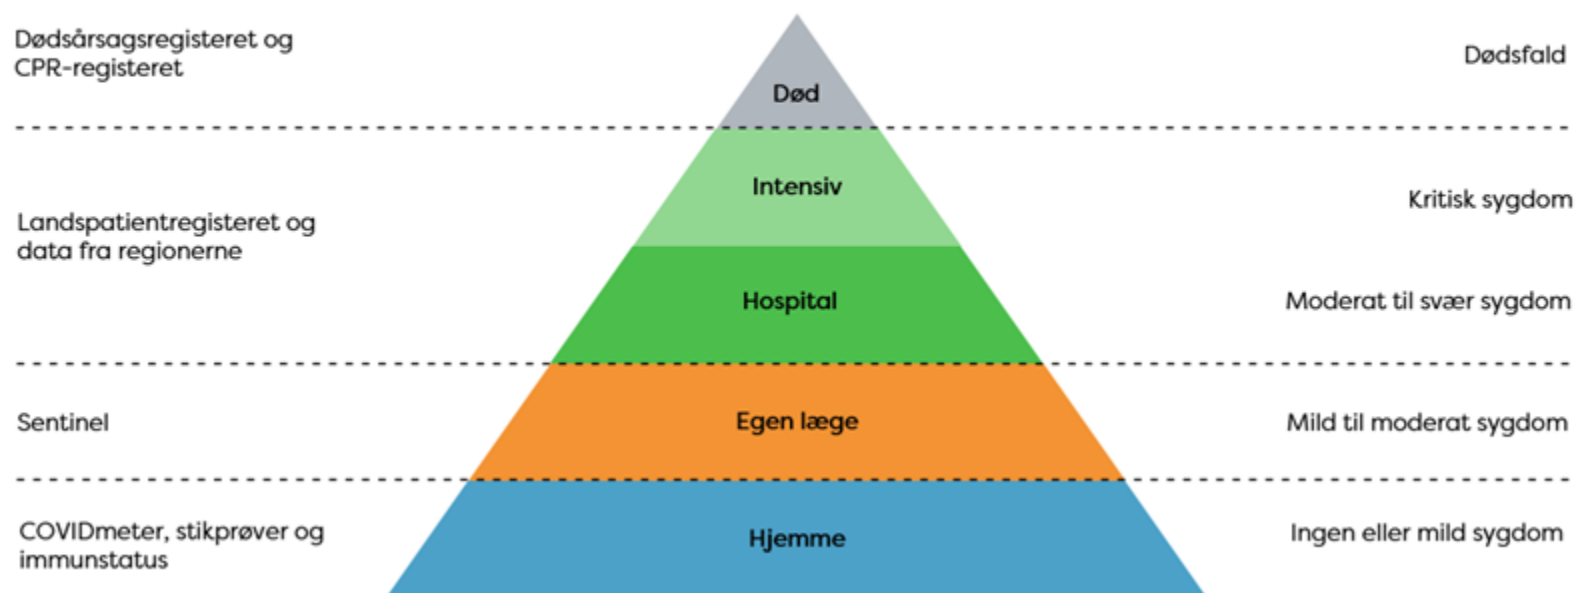 Dødsårsagsregisteret og
CPR-registeret
Død
Dødsfald
Landspatientregisteret og
data fra regionerne
Intensiv
Kritisk sygdom
Hospital
Moderat til svær sygdom
Sentinel
Egen læge
Mild til moderat sygdom
COVIDmeter, stikprøver og
immunstatus
Hjemme
Ingen eller mild sygdom